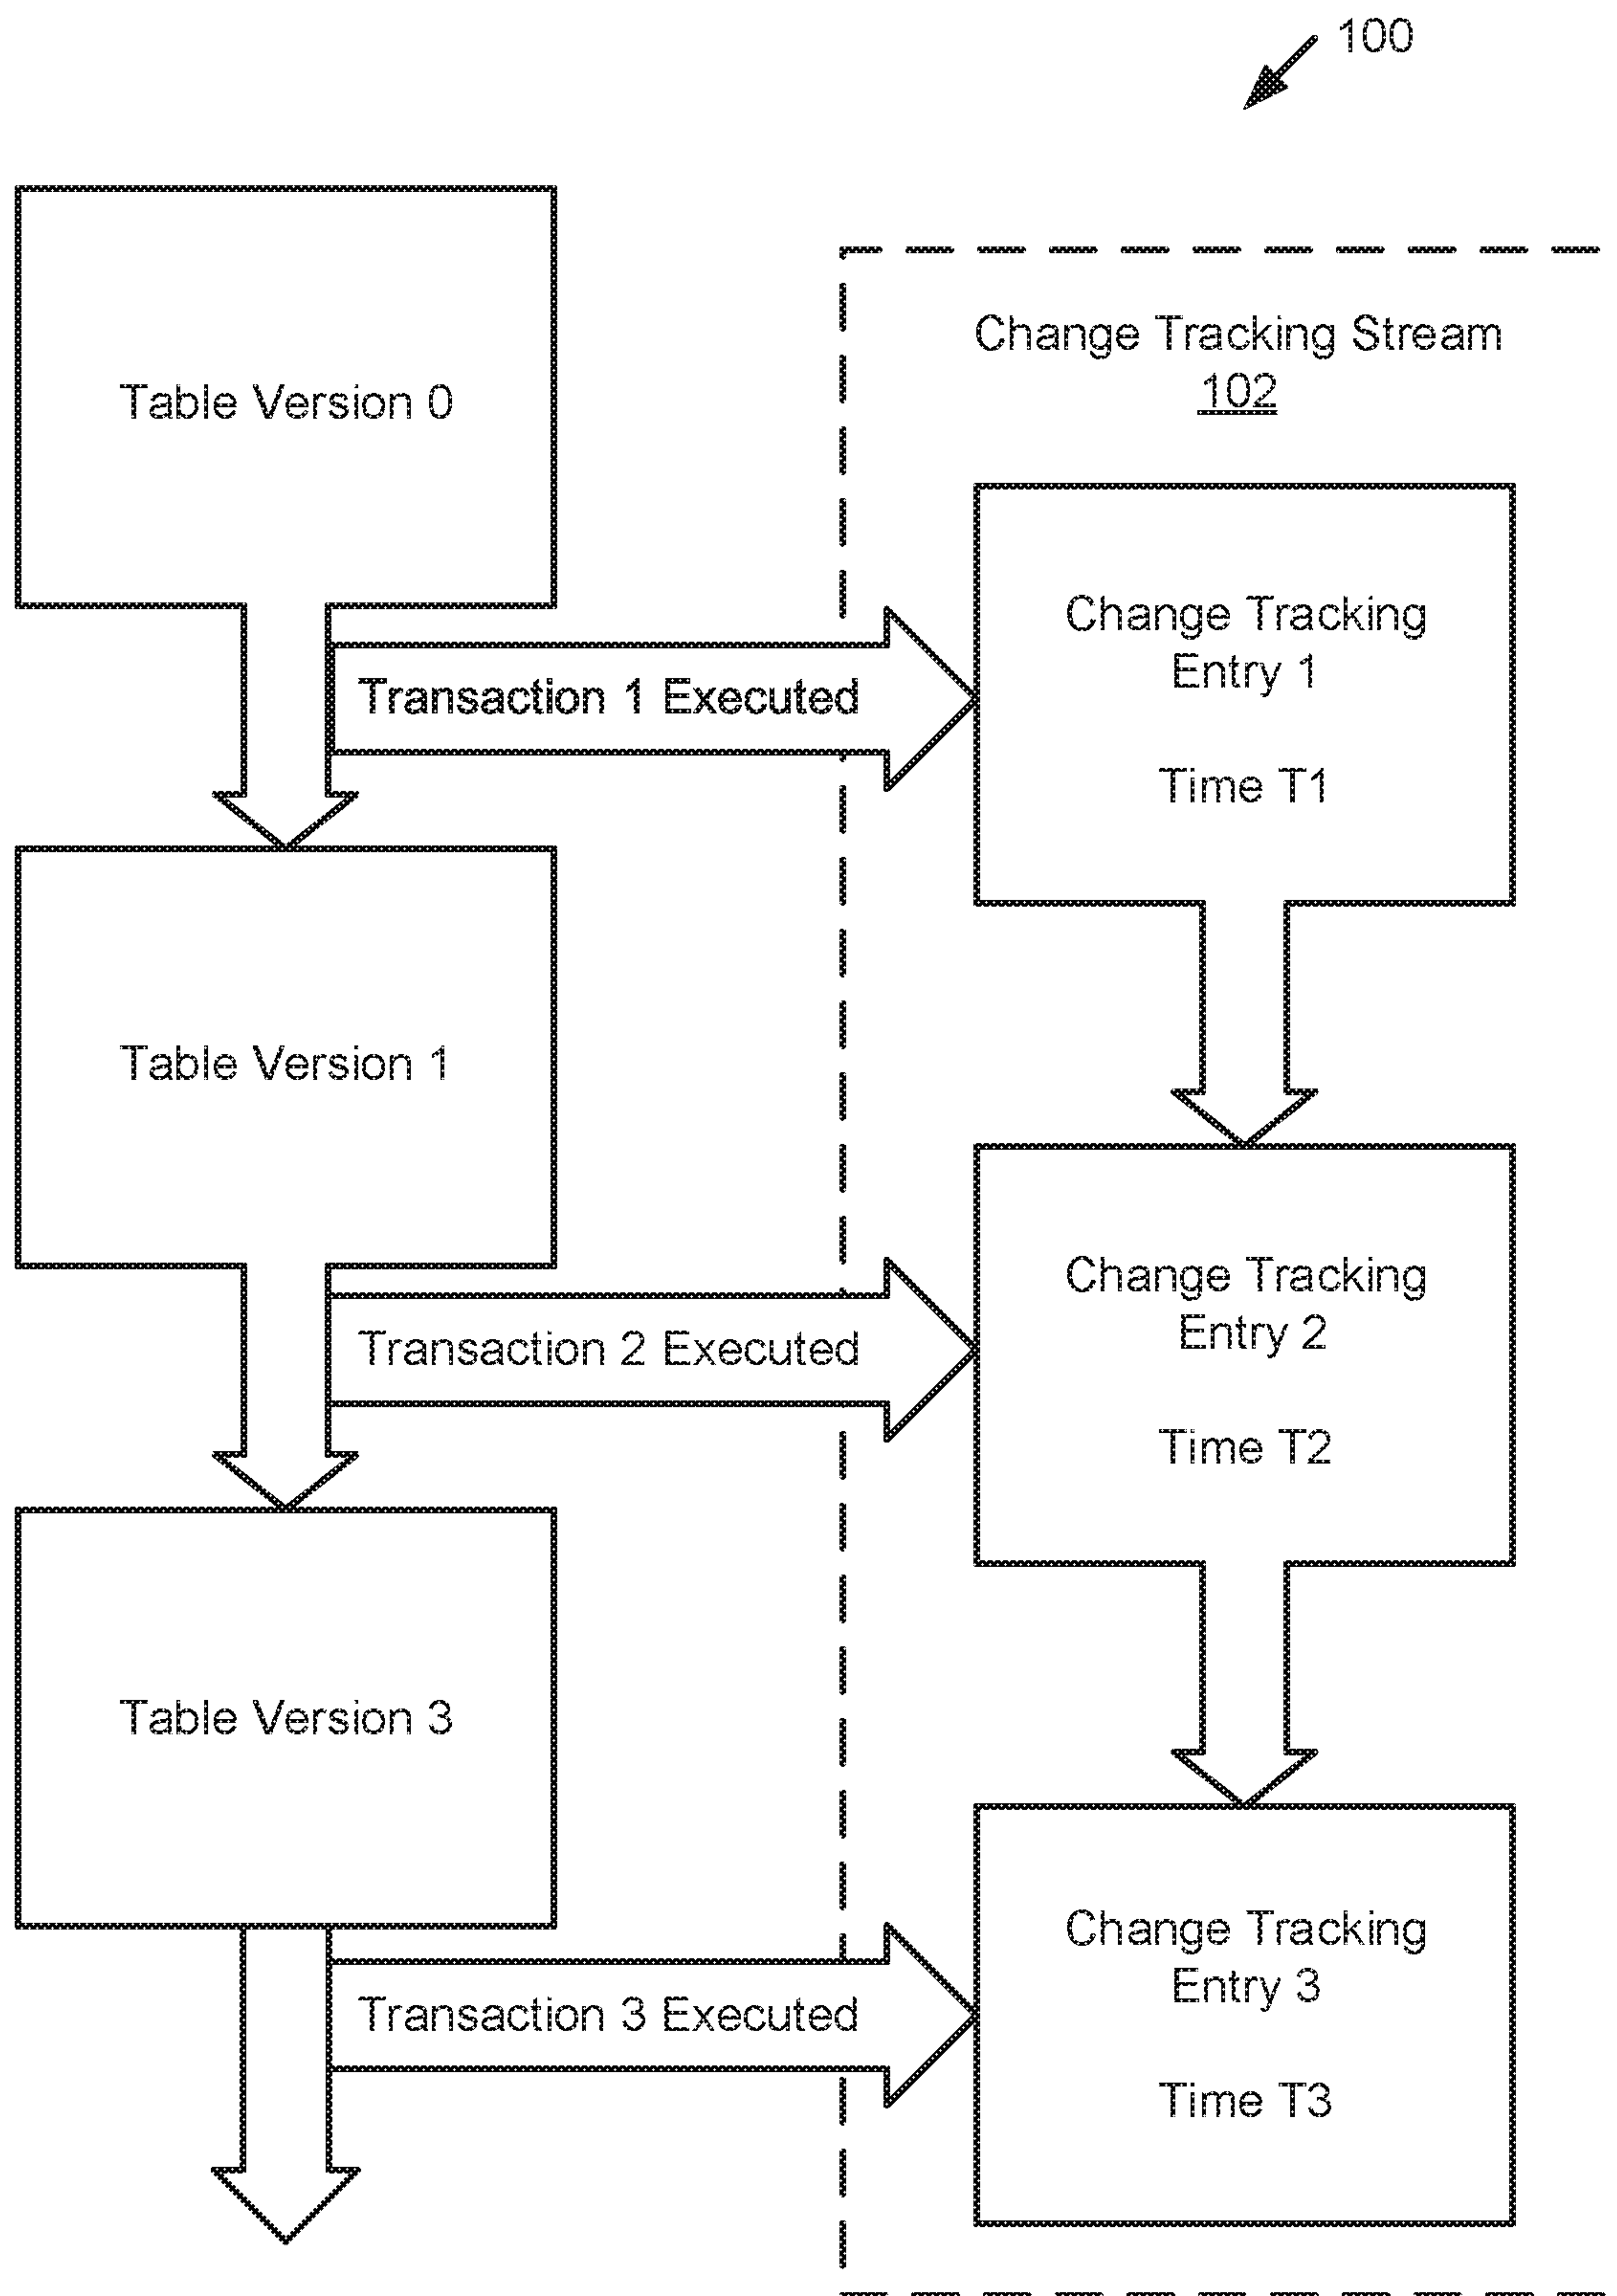 100
Table Version 0
Change Tracking Stream
102
Change Tracking
Entry 1
Time T1
Transaction 1 Executed
Table Version 1
Change Tracking
Entry 2
Time T2
Transaction 2 Executed
Table Version 3
Change Tracking
Entry 3
Time T3
Transaction 3 Executed